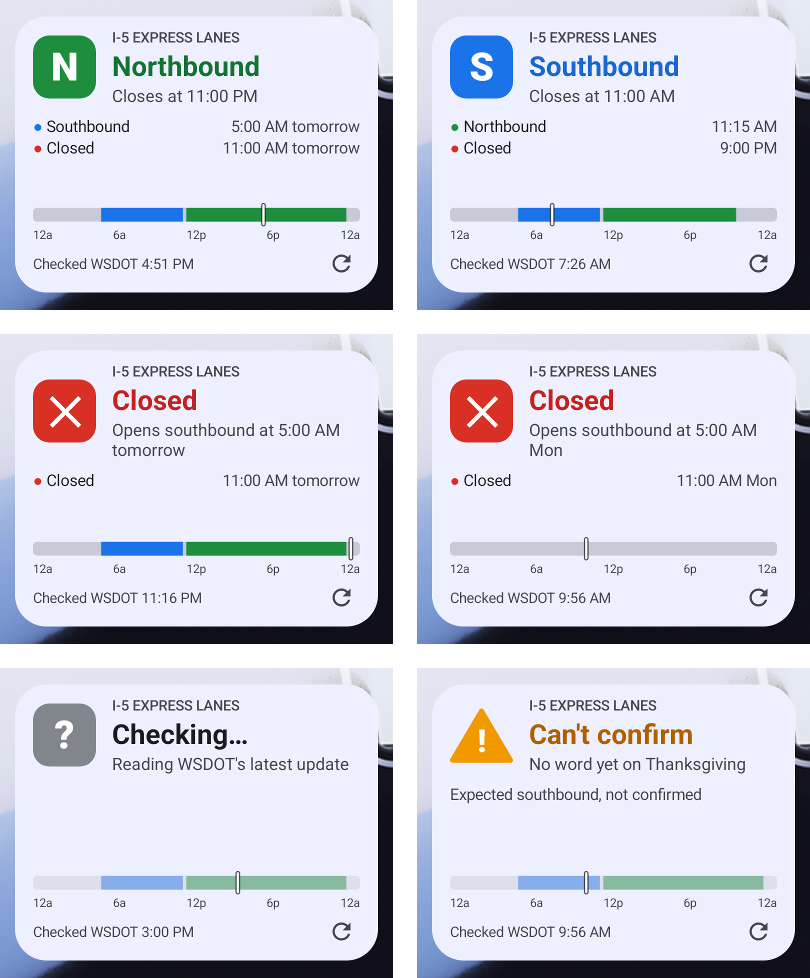 I-5 EXPRESS LANES
N
Northbound
Closes at 11:00 PM
Southbound 5:00 AM tomorrow
Closed 11:00 AM tomorrow
12a 6a 12p 6p 12a
Checked WSDOT 4:51 PM
I-5 EXPRESS LANES
S
Southbound
Closes at 11:00 AM
Northbound 11:15 AM
Closed 9:00 PM
12a 6a 12p 6p 12a
Checked WSDOT 7:26 AM
I-5 EXPRESS LANES
Closed
Opens southbound at 5:00 AM
tomorrow
Closed 11:00 AM tomorrow
12a 6a 12p 6p 12a
Checked WSDOT 11:16 PM
I-5 EXPRESS LANES
Closed
Opens southbound at 5:00 AM
Mon
Closed 11:00 AM Mon
12a 6a 12p 6p 12a
Checked WSDOT 9:56 AM
I-5 EXPRESS LANES
?
Checking...
Reading WSDOT's latest update
12a 6a 12p 6p 12a
Checked WSDOT 3:00 PM
I-5 EXPRESS LANES
!
Can't confirm
No word yet on Thanksgiving
Expected southbound, not confirmed
12a 6a 12p 6p 12a
Checked WSDOT 9:56 AM